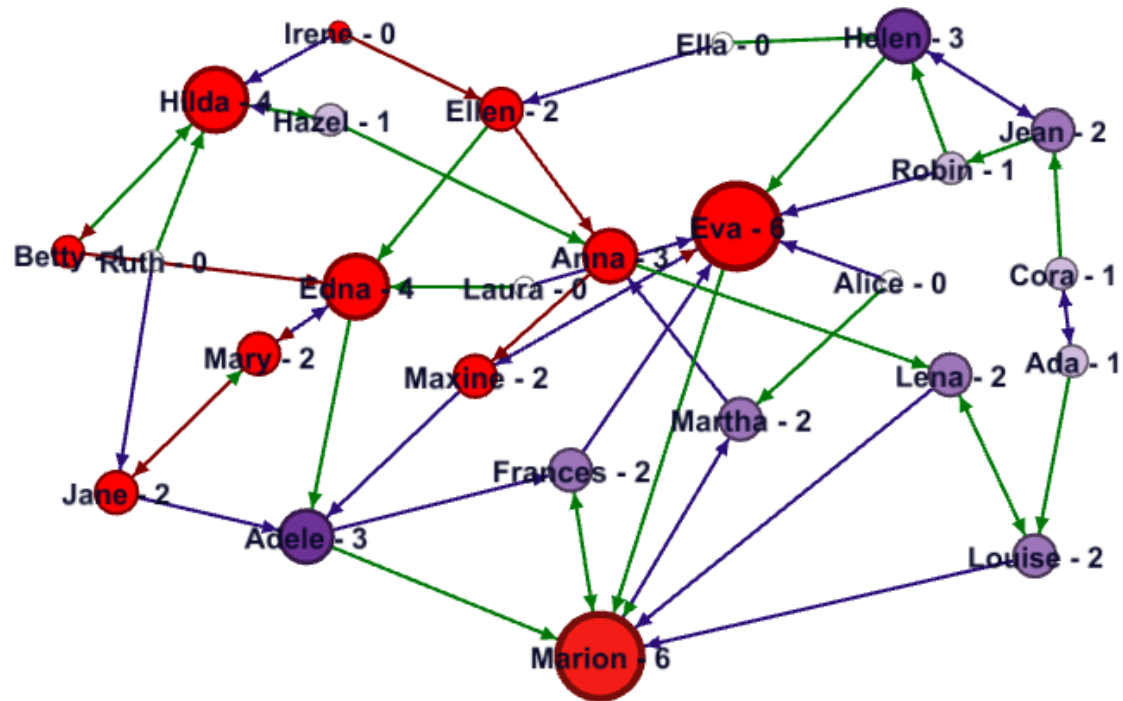 Irene - 0
Ella - 0
Helen - 3
Hilda - 4
Hazel - 1
Ellen - 2
Jean - 2
Robin - 1
Eva - 6
Betty - 1
Ruth - 0
Anna - 3
Edna - 4
Laura - 0
Alice - 0
Cora - 1
Mary - 2
Maxine - 2
Lena - 2
Ada - 1
Martha - 2
Frances - 2
Jane - 2
Adele - 3
Louise - 2
Marion - 6